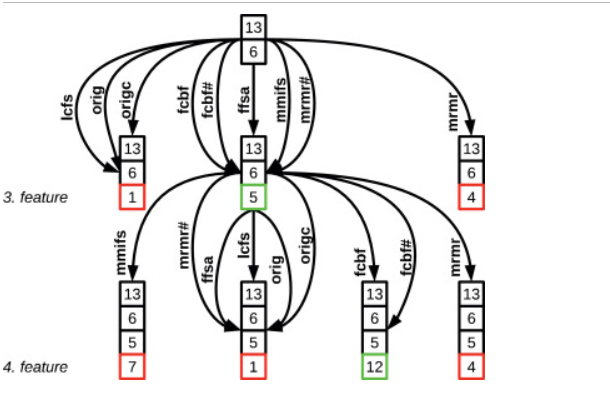 13
6
lcfs
orig
origc
fcbf
fcbf#
ffsa
mmifs
mrmr#
mrmr
13 13 13
6 6 6
3. feature 1 5 4
mmifs
mrmr#
ffsa
lcfs
orig
origc
fcbf
fcbf#
mrmr
13 13 13 13
6 6 6 6
5 5 5 5
4. feature 7 1 12 4